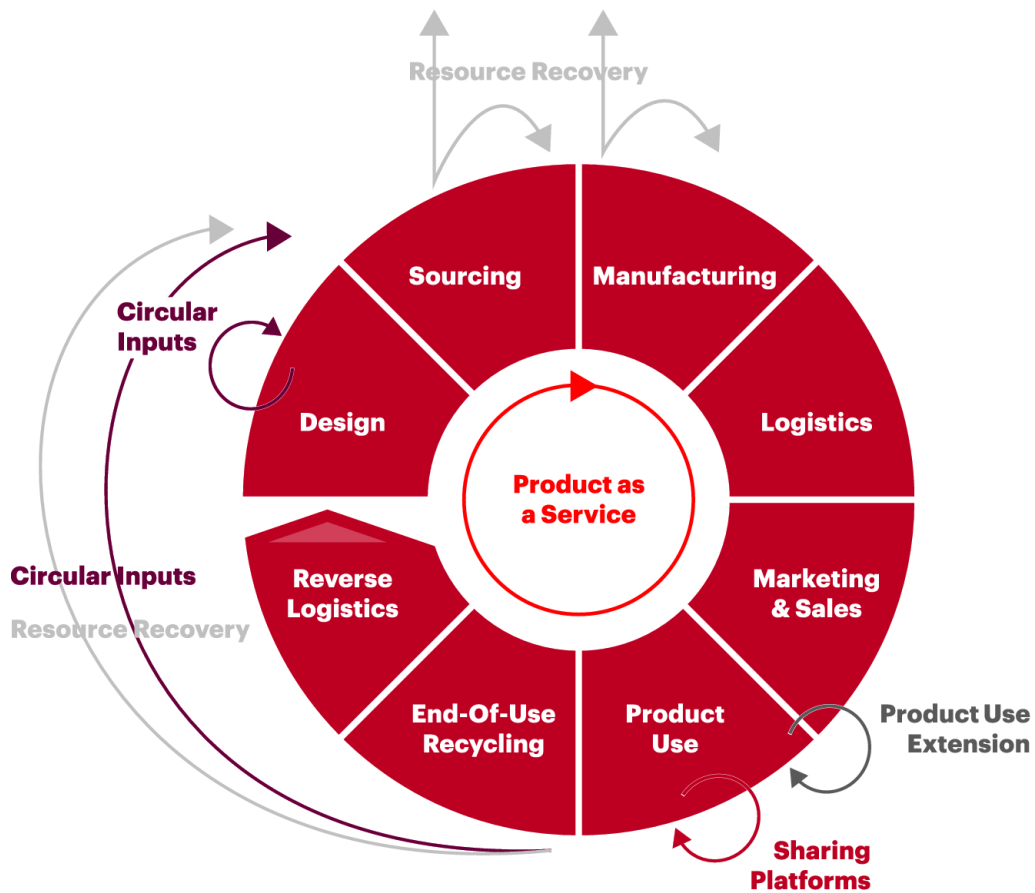 Resource Recovery
Sourcing
Manufacturing
Circular
Inputs
Design
Logistics
Product as
a Service
Circular Inputs
Reverse
Logistics
Marketing
& Sales
Resource Recovery
End-Of-Use
Recycling
Product
Use
Product Use
Extension
Sharing
Platforms